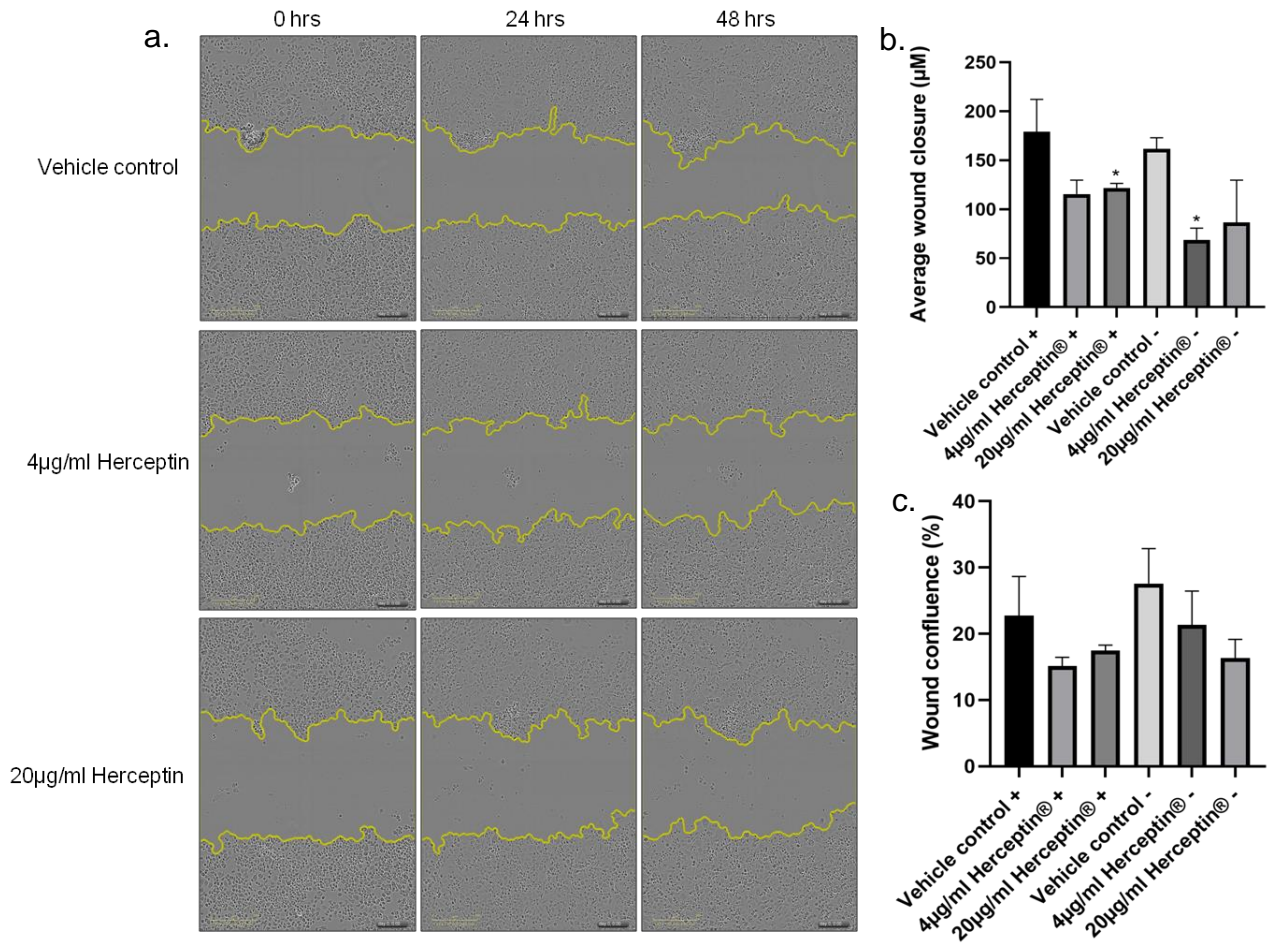 a.
0 hrs
24 hrs
48 hrs
Vehicle control
4µg/ml Herceptin
20µg/ml Herceptin
b.
Average wound closure (µM)
250
200
150
100
50
0
*
*
Vehicle control +
4µg/ml Herceptin® +
20µg/ml Herceptin® +
Vehicle control -
4µg/ml Herceptin® -
20µg/ml Herceptin® -
c.
Wound confluence (%)
40
30
20
10
0
Vehicle control +
4µg/ml Herceptin® +
20µg/ml Herceptin® +
Vehicle control -
4µg/ml Herceptin® -
20µg/ml Herceptin® -